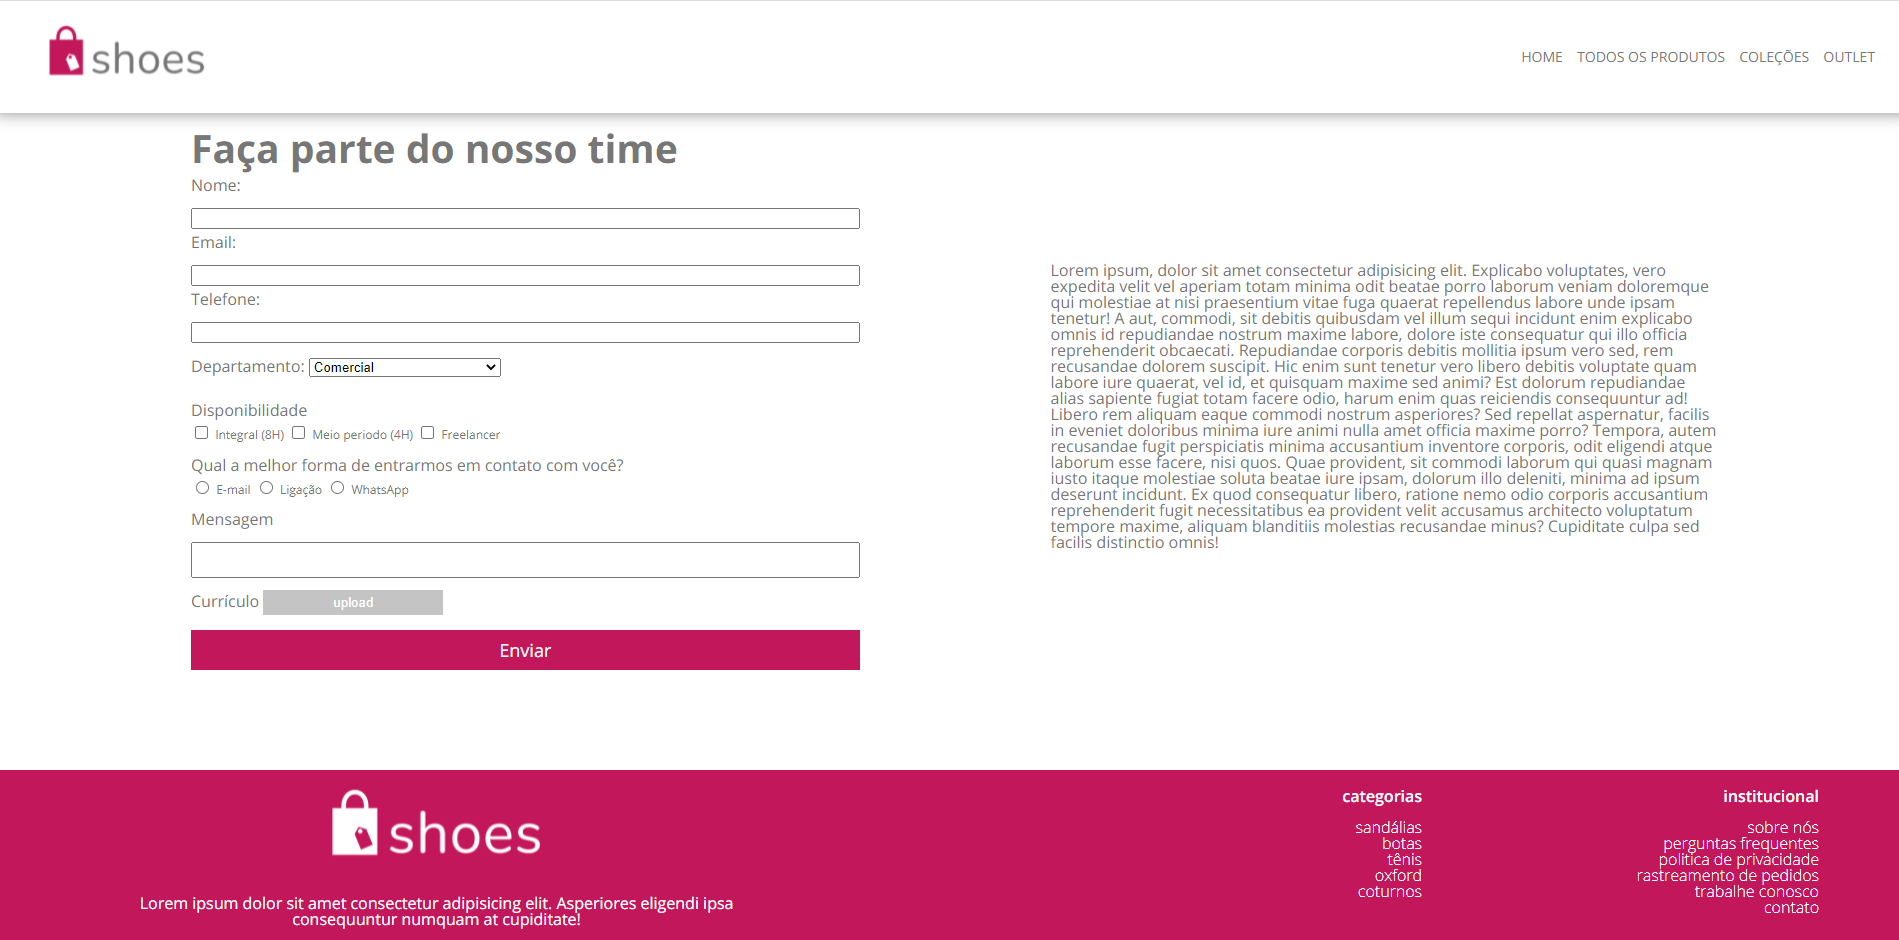 shoes
HOME TODOS OS PRODUTOS COLEÇÕES OUTLET
Faça parte do nosso time
Nome:
Email:
Telefone:
Departamento: Comercial
Disponibilidade
Integral (8H) Meio periodo (4H) Freelancer
Qual a melhor forma de entrarmos em contato com você?
E-mail Ligação WhatsApp
Mensagem
Currículo upload
Enviar
Lorem ipsum, dolor sit amet consectetur adipisicing elit. Explicabo voluptates, vero
expedita velit vel aperiam totam minima odit beatae porro laborum veniam doloremque
qui molestiae at nisi praesentium vitae fuga quaerat repellendus labore unde ipsam
tenetur! A aut, commodi, sit debitis quibusdam vel illum sequi incidunt enim explicabo
omnis id repudiandae nostrum maxime labore, dolore iste consequatur qui illo officia
reprehenderit obcaecati. Repudiandae corporis debitis mollitia ipsum vero sed, rem
recusandae dolorem suscipit. Hic enim sunt tenetur vero libero debitis voluptate quam
labore iure quaerat, vel id, et quisquam maxime sed animi? Est dolorum repudiandae
alias sapiente fugiat totam facere odio, harum enim quas reiciendis consequuntur ad!
Libero rem aliquam eaque commodi nostrum asperiores? Sed repellat aspernatur, facilis
in eveniet doloribus minima iure animi nulla amet officia maxime porro? Tempora, autem
recusandae fugit perspiciatis minima accusantium inventore corporis, odit eligendi atque
laborum esse facere, nisi quos. Quae provident, sit commodi laborum qui quasi magnam
iusto itaque molestiae soluta beatae iure ipsam, dolorum illo deleniti, minima ad ipsum
deserunt incidunt. Ex quod consequatur libero, ratione nemo odio corporis accusantium
reprehenderit fugit necessitatibus ea provident velit accusamus architecto voluptatum
tempore maxime, aliquam blanditiis molestias recusandae minus? Cupiditate culpa sed
facilis distinctio omnis!
shoes
Lorem ipsum dolor sit amet consectetur adipisicing elit. Asperiores eligendi ipsa
consequuntur numquam at cupiditate!
categorias
sandálias
botas
tênis
oxford
coturnos
institucional
sobre nós
perguntas frequentes
politica de privacidade
rastreamento de pedidos
trabalhe conosco
contato